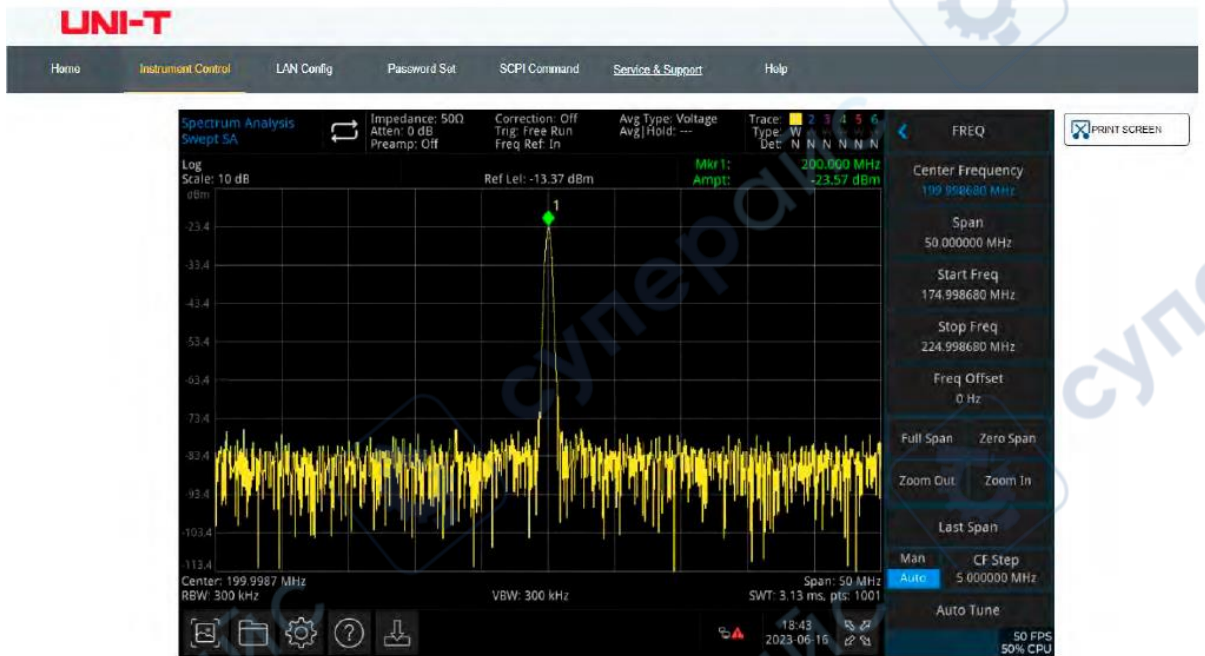 UNI-T
Home Instrument Control LAN Config Password Set SCPI Command Service & Support Help
Spectrum Analysis
Swept SA
Impedance: 50Ω
Atten: 0 dB
Preamp: Off
Correction: Off
Trig: Free Run
Freq Ref: In
Avg Type: Voltage
Avg|Hold: ---
Trace: 1 2 3 4 5 6
Type: W W W W W W
Det: N N N N N N
PRINT SCREEN
Log
Scale: 10 dB
Ref Lel: -13.37 dBm
Mkr1: 200.000 MHz
Ampt: -23.57 dBm
dBm
1
-23.4
-33.4
-43.4
-53.4
-63.4
-73.4
-83.4
-93.4
-103.4
-113.4
Center: 199.9987 MHz
RBW: 300 kHz
VBW: 300 kHz
Span: 50 MHz
SWT: 3.13 ms, pts: 1001
18:43
2023-06-16
FREQ
Center Frequency
199.998680 MHz
Span
50.000000 MHz
Start Freq
174.998680 MHz
Stop Freq
224.998680 MHz
Freq Offset
0 Hz
Full Span Zero Span
Zoom Out Zoom In
Last Span
Man CF Step
Auto 5.000000 MHz
Auto Tune
50 FPS
50% CPU
суперайс